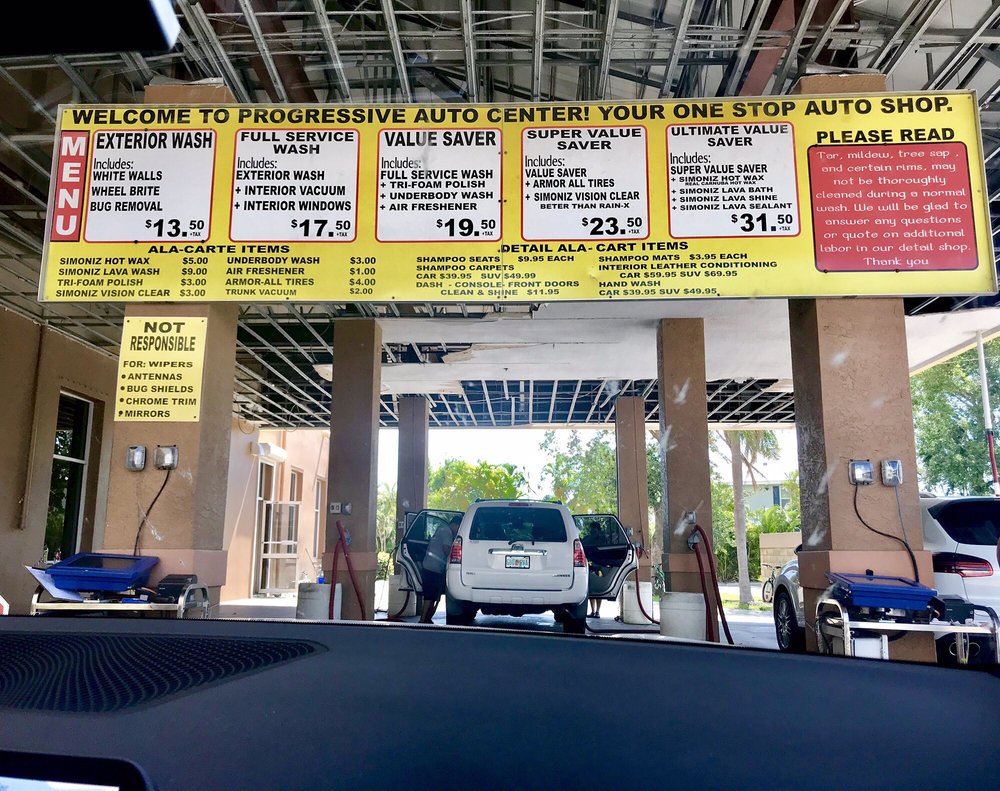 WELCOME TO PROGRESSIVE AUTO CENTER! YOUR ONE STOP AUTO SHOP.
MENU
EXTERIOR WASH
Includes:
WHITE WALLS
WHEEL BRITE
BUG REMOVAL
$13.50
+TAX
FULL SERVICE
WASH
Includes:
EXTERIOR WASH
+ INTERIOR VACUUM
+ INTERIOR WINDOWS
$17.50
+TAX
VALUE SAVER
Includes:
FULL SERVICE WASH
+ TRI-FOAM POLISH
+ UNDERBODY WASH
+ AIR FRESHENER
$19.50
+TAX
SUPER VALUE
SAVER
Includes:
VALUE SAVER
+ ARMOR ALL TIRES
+ SIMONIZ VISION CLEAR
BETER THAN RAIN-X
$23.50
+TAX
ULTIMATE VALUE
SAVER
Includes:
SUPER VALUE SAVER
+ SIMONIZ HOT WAX
REAL CARNUBA HOT WAX
+ SIMONIZ LAVA BATH
+ SIMONIZ LAVA SHINE
+ SIMONIZ LAVA SEALANT
$31.50
+TAX
PLEASE READ
Tar, mildew, tree sap ,
and certain rims, may
not be thoroughly
cleaned during a normal
wash. We will be glad to
answer any questions
or quote on additional
labor in our detail shop.
Thank you
ALA-CARTE ITEMS
SIMONIZ HOT WAX $5.00
SIMONIZ LAVA WASH $9.00
TRI-FOAM POLISH $3.00
SIMONIZ VISION CLEAR $3.00
UNDERBODY WASH $3.00
AIR FRESHENER $1.00
ARMOR-ALL TIRES $4.00
TRUNK VACUUM $2.00
DETAIL ALA- CART ITEMS
SHAMPOO SEATS $9.95 EACH
SHAMPOO CARPETS
CAR $39.95 SUV $49.99
DASH - CONSOLE- FRONT DOORS
CLEAN & SHINE $11.95
SHAMPOO MATS $3.95 EACH
INTERIOR LEATHER CONDITIONING
CAR $59.95 SUV $69.95
HAND WASH
CAR $39.95 SUV $49.95
NOT
RESPONSIBLE
FOR: WIPERS
• ANTENNAS
• BUG SHIELDS
• CHROME TRIM
• MIRRORS